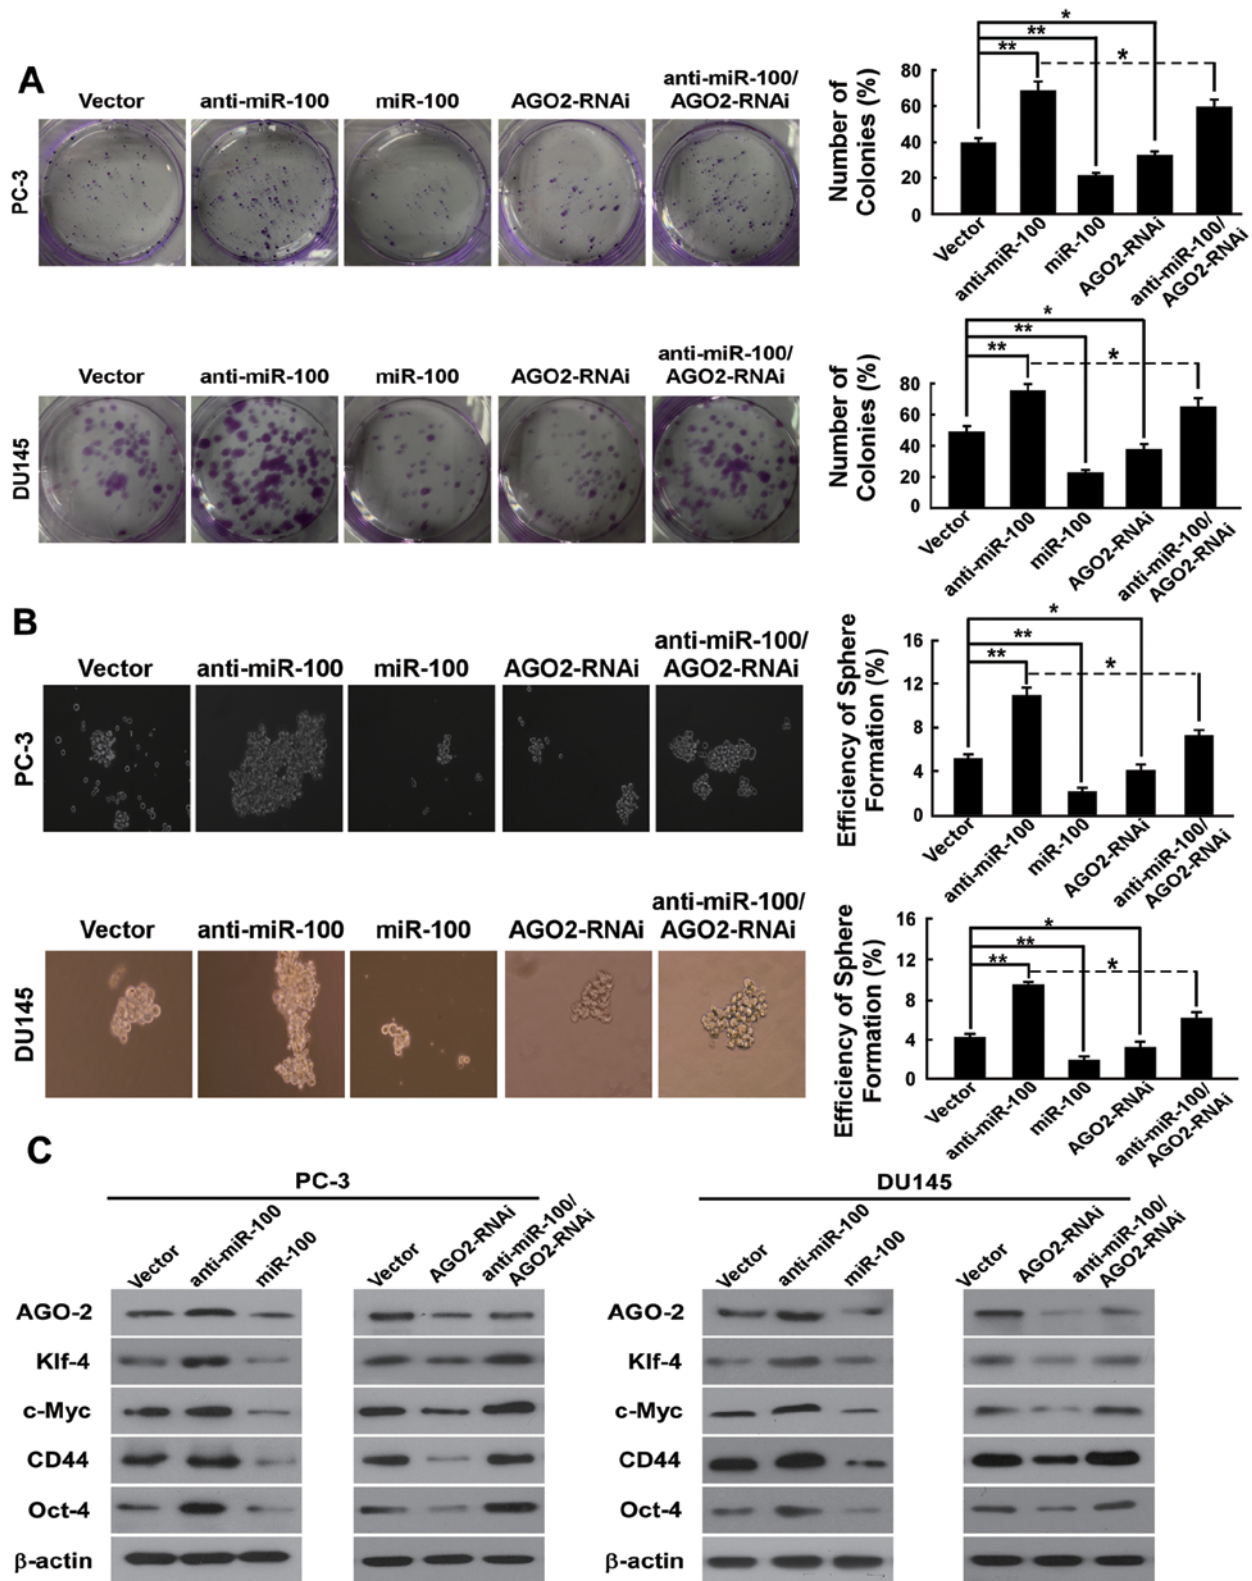 A
Vector anti-miR-100 miR-100 AGO2-RNAi anti-miR-100/
AGO2-RNAi
PC-3
Number of
Colonies (%)
80
60
40
20
0
* ** ** *
Vector anti-miR-100 miR-100 AGO2-RNAi anti-miR-100/
AGO2-RNAi
Vector anti-miR-100 miR-100 AGO2-RNAi anti-miR-100/
AGO2-RNAi
DU145
Number of
Colonies (%)
80
60
40
20
0
* ** ** *
Vector anti-miR-100 miR-100 AGO2-RNAi anti-miR-100/
AGO2-RNAi
B
Vector anti-miR-100 miR-100 AGO2-RNAi anti-miR-100/
AGO2-RNAi
PC-3
Efficiency of Sphere
Formation (%)
16
12
8
4
0
* ** ** *
Vector anti-miR-100 miR-100 AGO2-RNAi anti-miR-100/
AGO2-RNAi
Vector anti-miR-100 miR-100 AGO2-RNAi anti-miR-100/
AGO2-RNAi
DU145
Efficiency of Sphere
Formation (%)
16
12
8
4
0
* ** ** *
Vector anti-miR-100 miR-100 AGO2-RNAi anti-miR-100/
AGO2-RNAi
C
PC-3
Vector anti-miR-100 miR-100 Vector AGO2-RNAi anti-miR-100/
AGO2-RNAi
AGO-2
Klf-4
c-Myc
CD44
Oct-4
β-actin
DU145
Vector anti-miR-100 miR-100 Vector AGO2-RNAi anti-miR-100/
AGO2-RNAi
AGO-2
Klf-4
c-Myc
CD44
Oct-4
β-actin